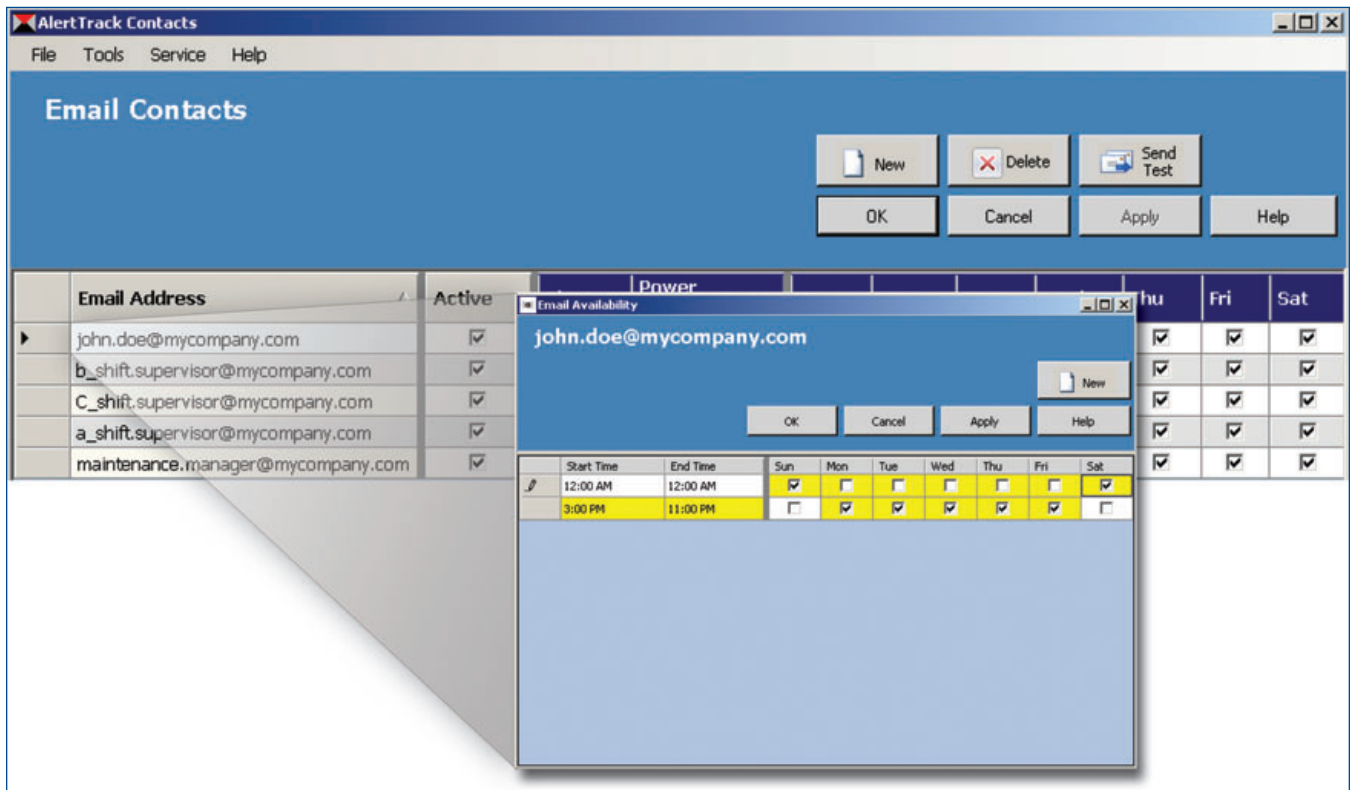 AlertTrack Contacts
File Tools Service Help
Email Contacts
New Delete Send Test
OK Cancel Apply Help
Email Address Active Power Thu Fri Sat
john.doe@mycompany.com
b_shift.supervisor@mycompany.com
C_shift.supervisor@mycompany.com
a_shift.supervisor@mycompany.com
maintenance.manager@mycompany.com
Email Availability
john.doe@mycompany.com
New
OK Cancel Apply Help
Start Time End Time Sun Mon Tue Wed Thu Fri Sat
12:00 AM 12:00 AM
3:00 PM 11:00 PM